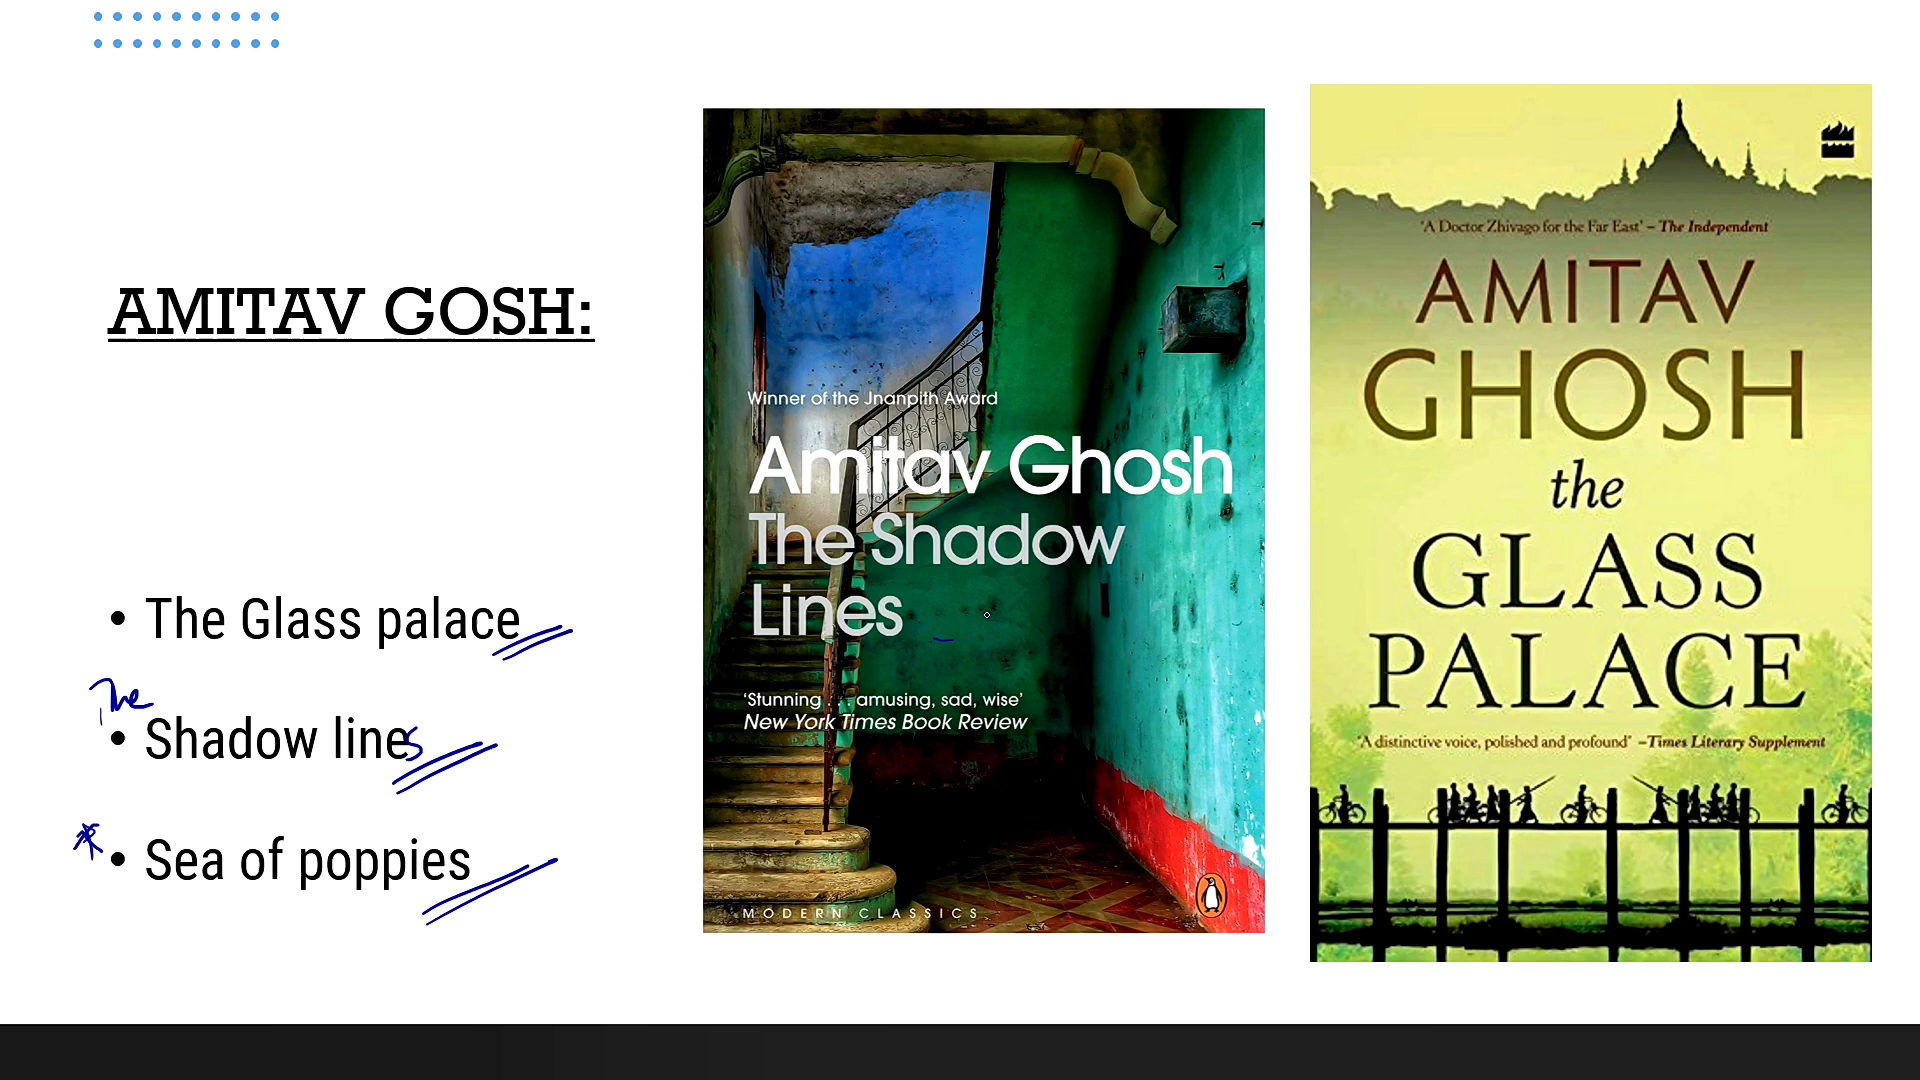 AMITAV GOSH:
• The Glass palace
The
• Shadow lines
* • Sea of poppies
Winner of the Jnanpith Award
Amitav Ghosh
The Shadow
Lines
‘Stunning . . . amusing, sad, wise’
New York Times Book Review
MODERN CLASSICS
‘A Doctor Zhivago for the Far East’ – The Independent
AMITAV
GHOSH
the
GLASS
PALACE
‘A distinctive voice, polished and profound’ –Times Literary Supplement